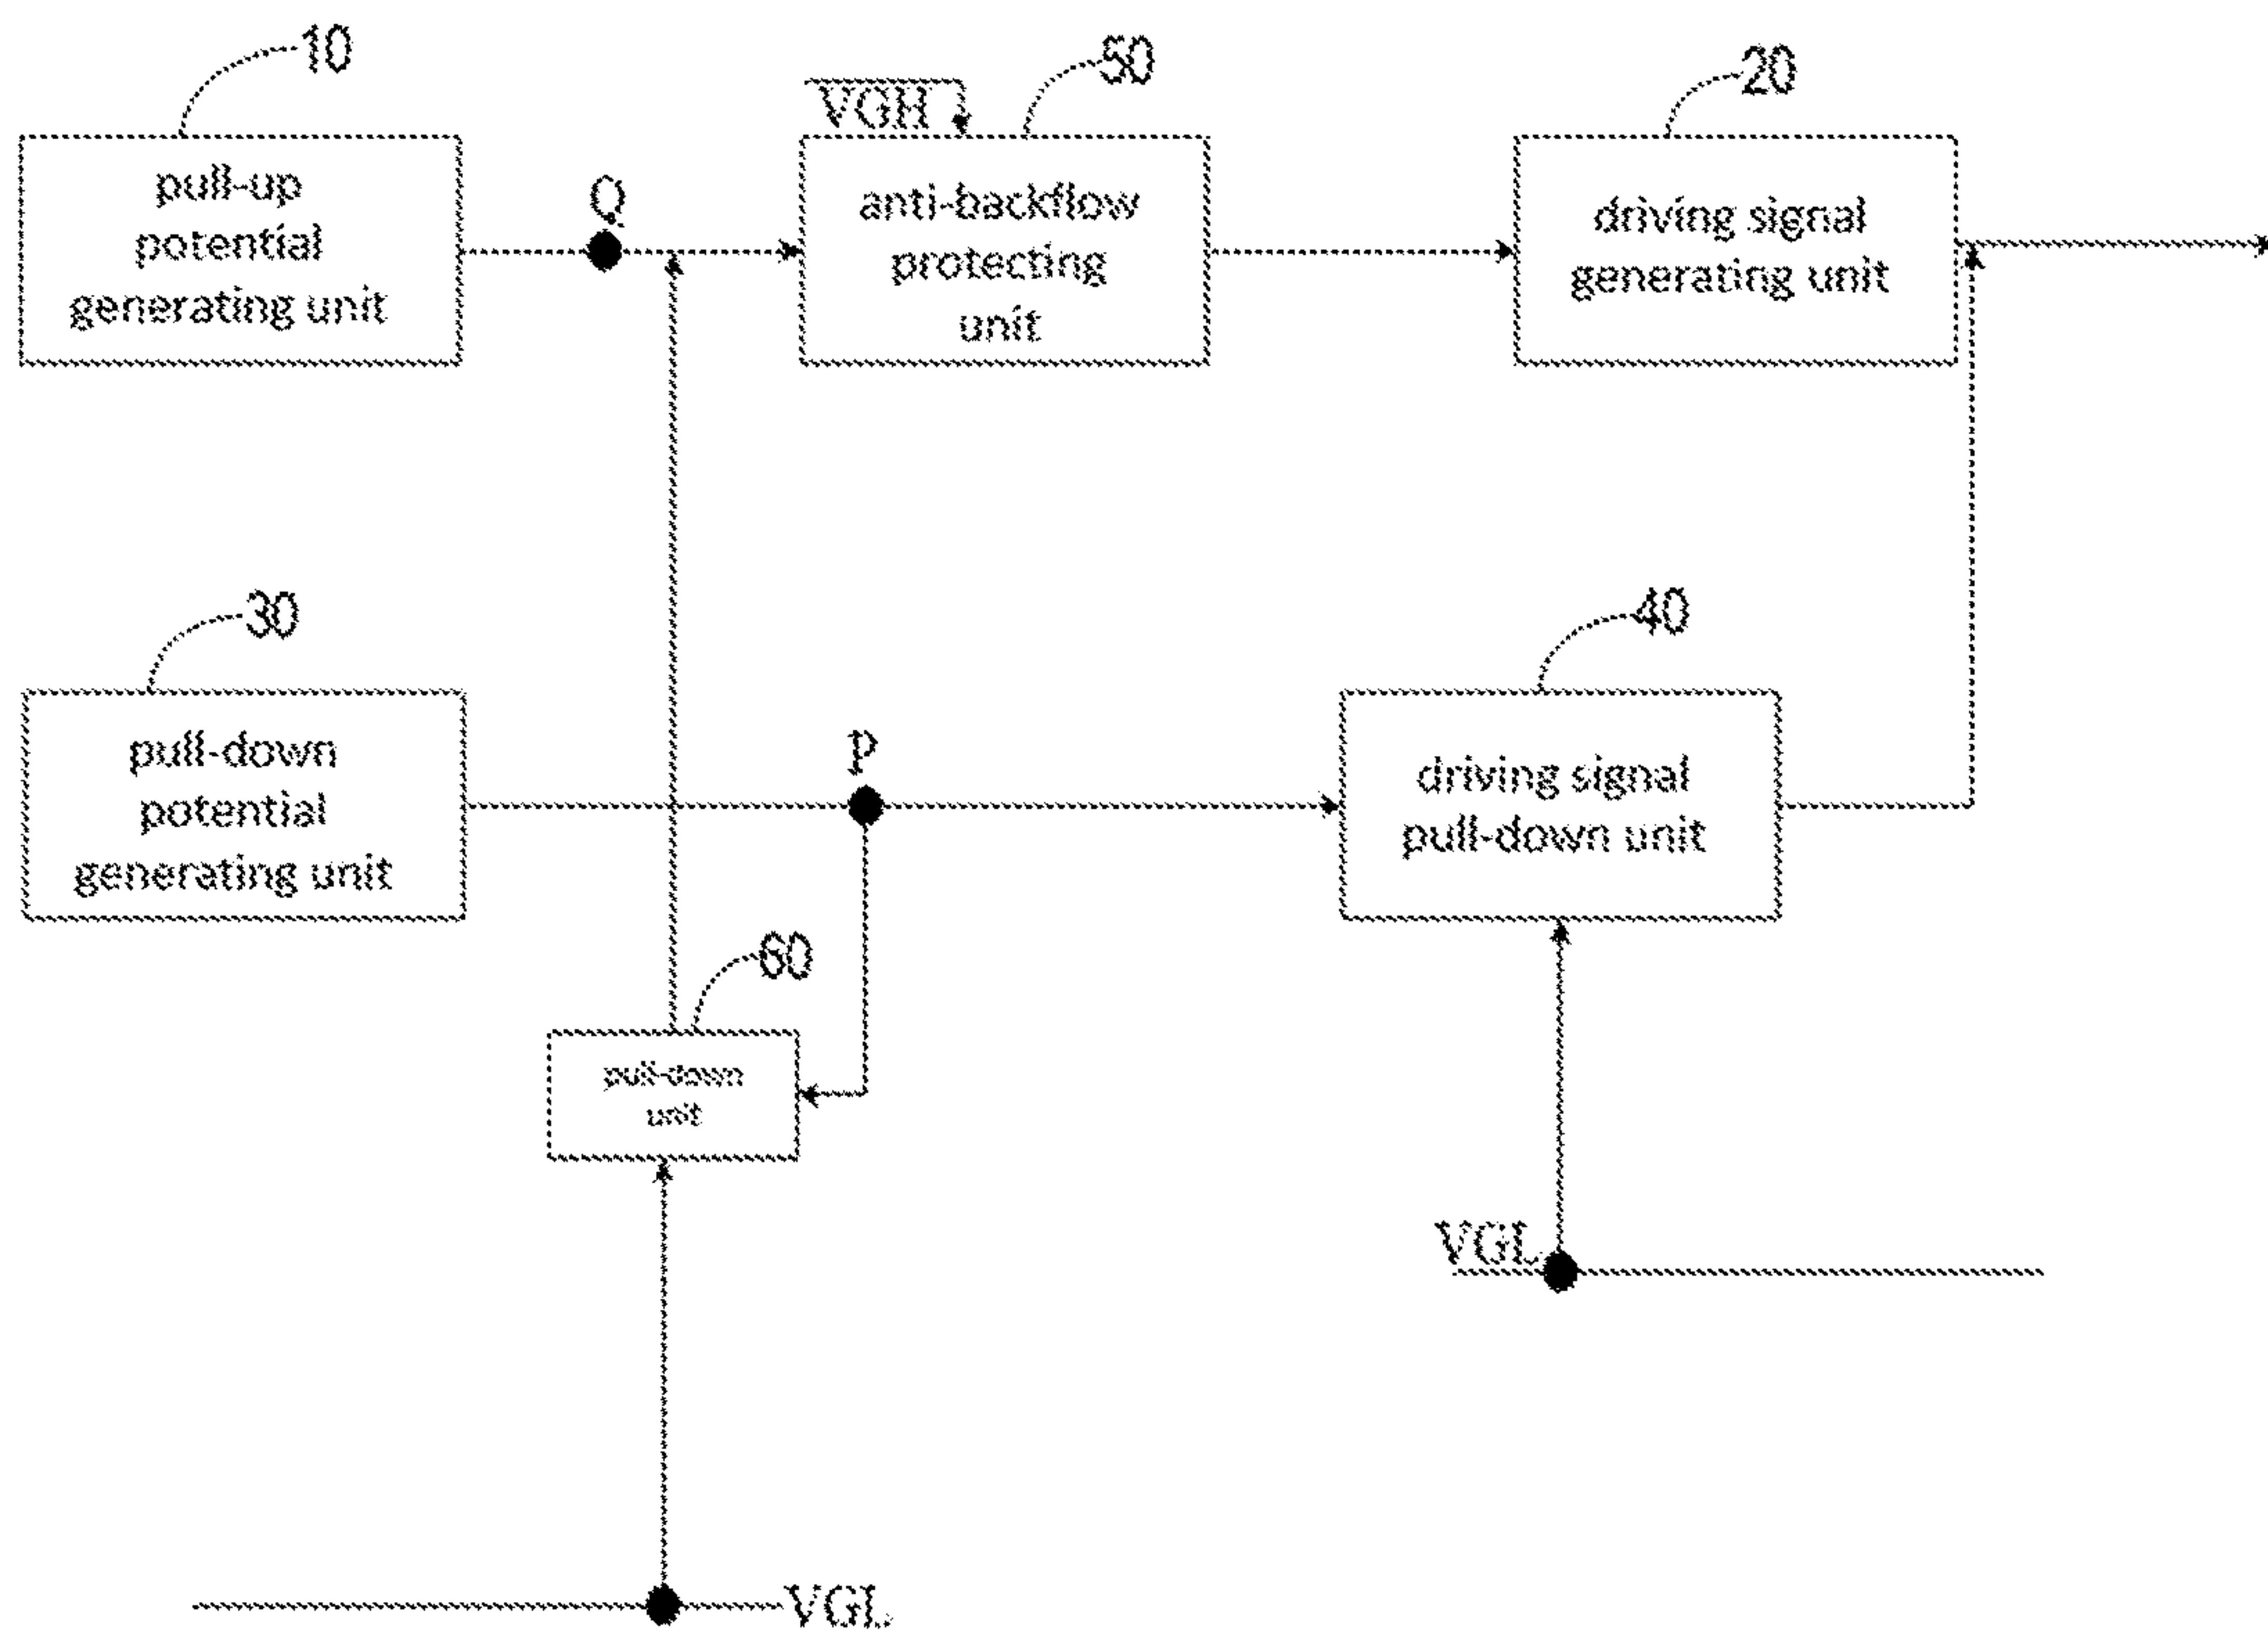 10
50
20
VGH
pull-up
potential
generating unit
Q
anti-backflow
protecting
unit
driving signal
generating unit
30
40
pull-down
potential
generating unit
P
driving signal
pull-down unit
60
pull-down
unit
VGL
VGL